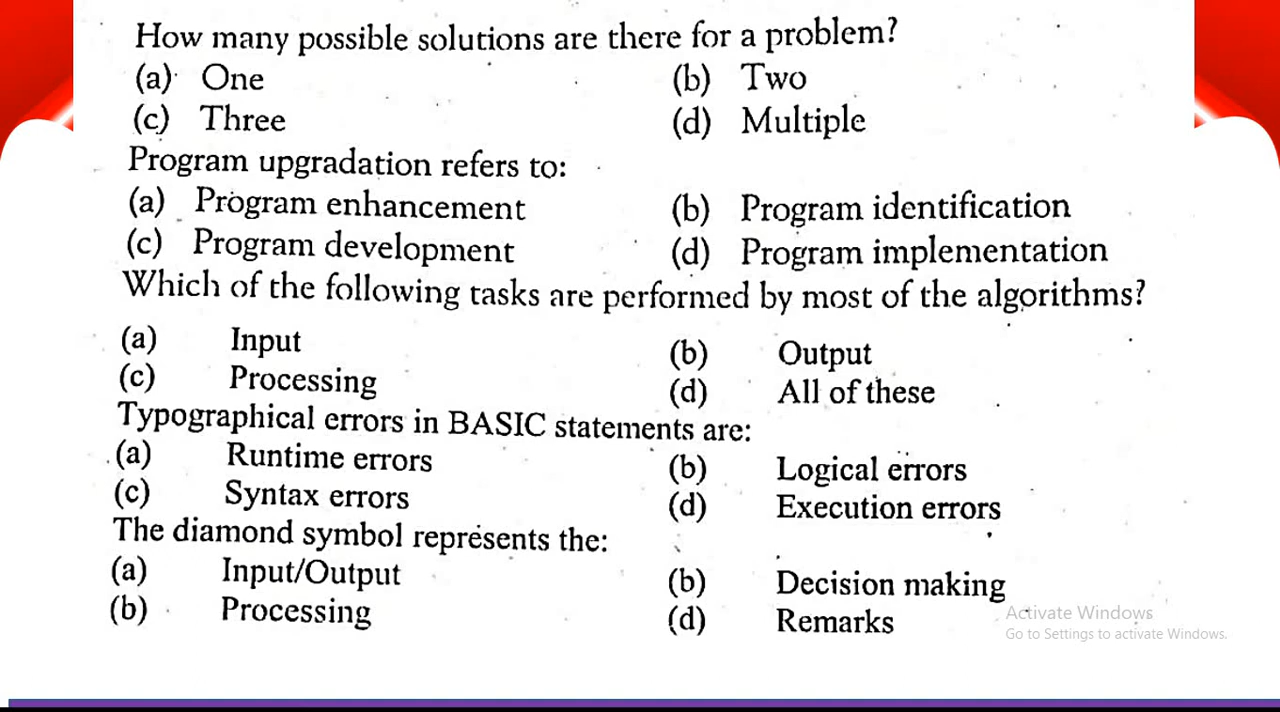 How many possible solutions are there for a problem?
(a) One (b) Two
(c) Three (d) Multiple
Program upgradation refers to:
(a) Program enhancement (b) Program identification
(c) Program development (d) Program implementation
Which of the following tasks are performed by most of the algorithms?
(a) Input (b) Output
(c) Processing (d) All of these
Typographical errors in BASIC statements are:
(a) Runtime errors (b) Logical errors
(c) Syntax errors (d) Execution errors
The diamond symbol represents the:
(a) Input/Output (b) Decision making
(b) Processing (d) Remarks
Activate Windows
Go to Settings to activate Windows.